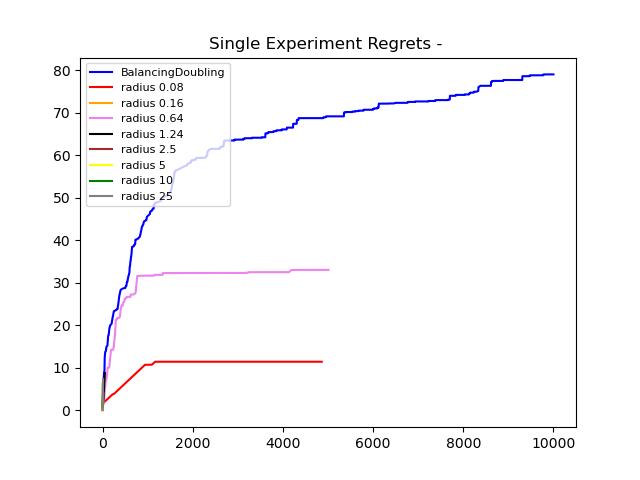 Single Experiment Regrets -
BalancingDoubling
radius 0.08
radius 0.16
radius 0.64
radius 1.24
radius 2.5
radius 5
radius 10
radius 25
80
70
60
50
40
30
20
10
0
0 2000 4000 6000 8000 10000